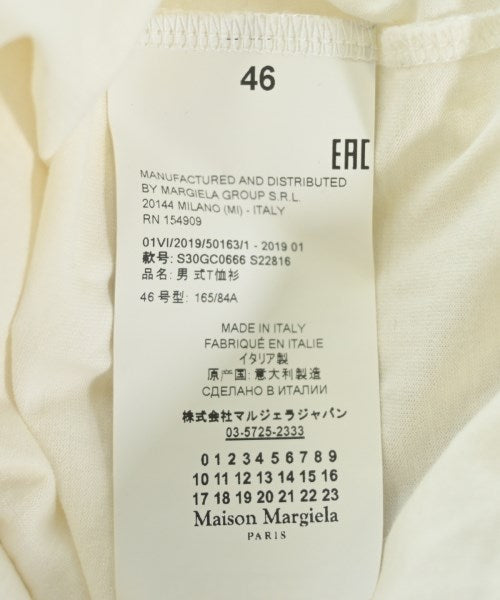 46
EAC
MANUFACTURED AND DISTRIBUTED
BY MARGIELA GROUP S.R.L.
20144 MILANO (MI) - ITALY
RN 154909
01VI/2019/50163/1 - 2019 01
款号: S30GC0666 S22816
品名: 男 式T恤衫
46 号型: 165/84A
MADE IN ITALY
FABRIQUÉ EN ITALIE
イタリア製
原产国: 意大利製造
СДЕЛАНО В ИТАЛИИ
株式会社マルジェラジャパン
03-5725-2333
0 1 2 3 4 5 6 7 8 9
10 11 12 13 14 15 16
17 18 19 20 21 22 23
Maison Margiela
PARIS